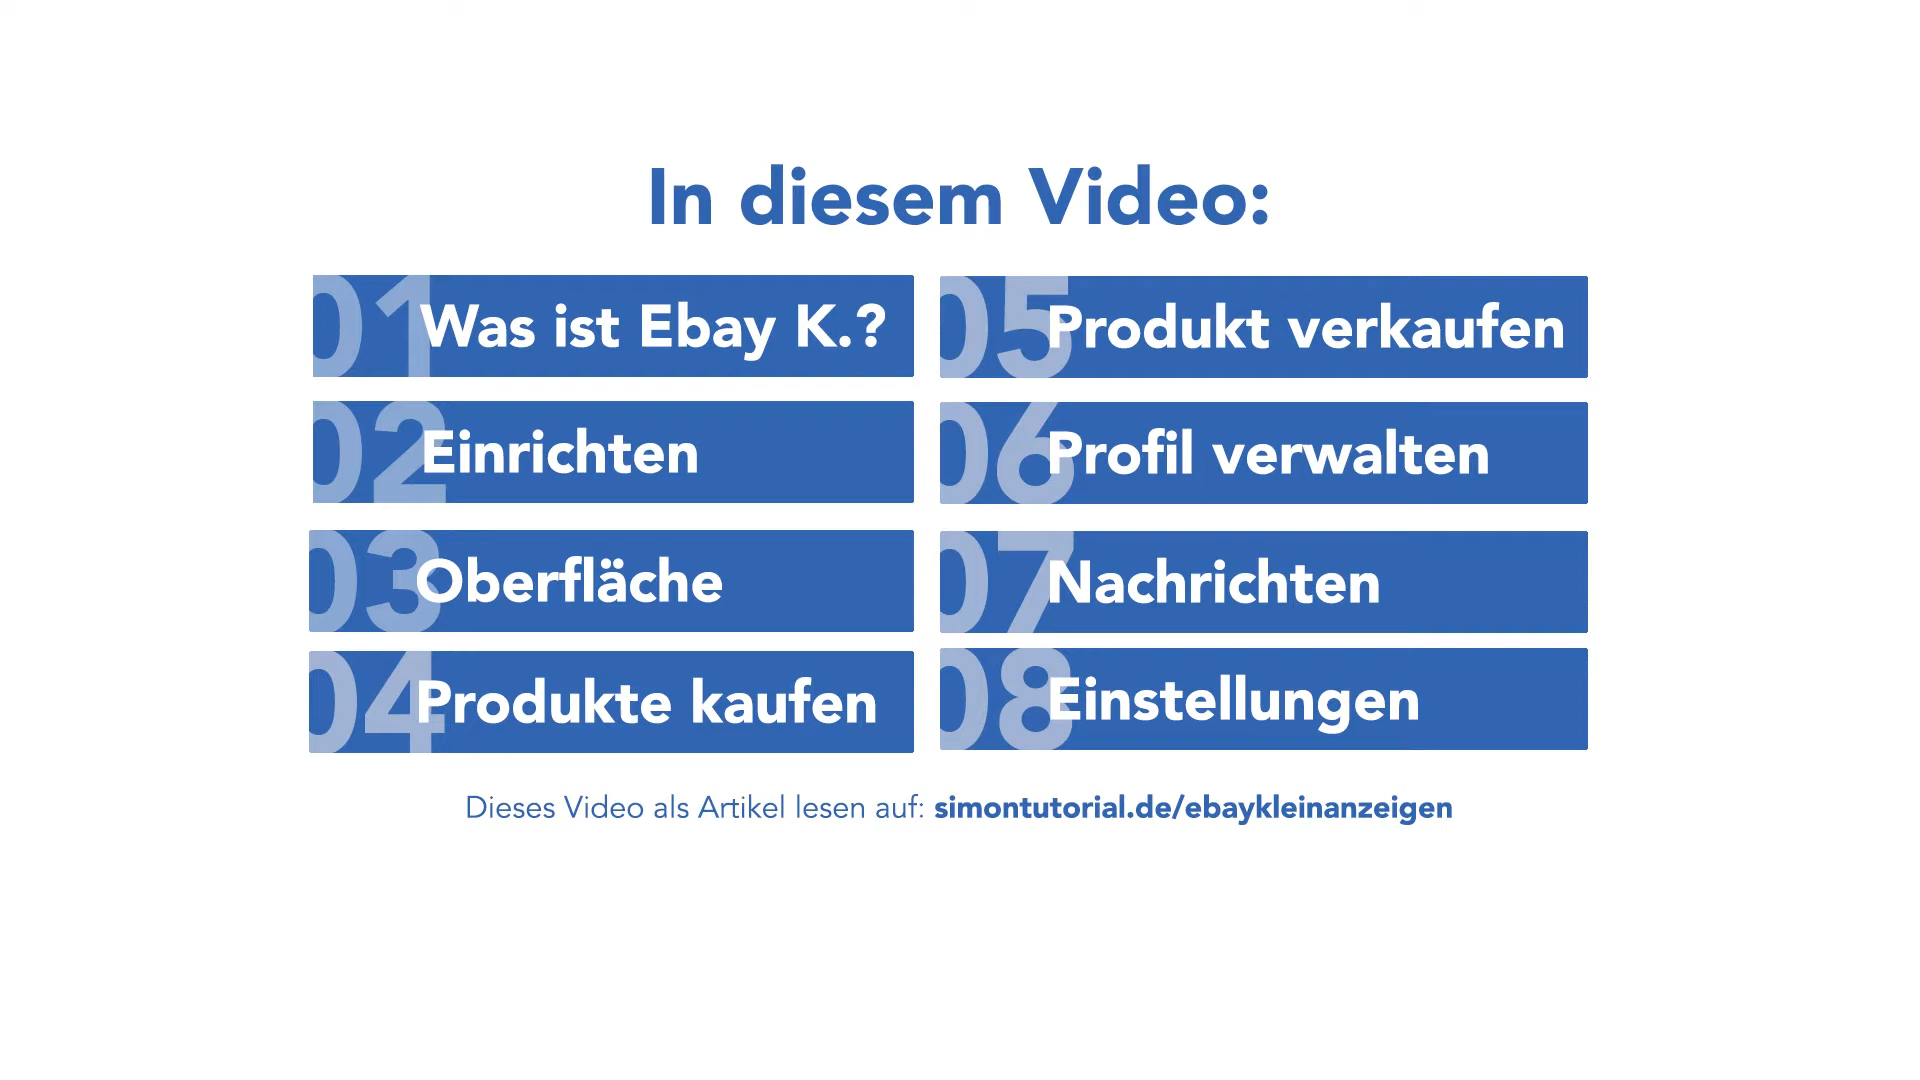 In diesem Video:
01 Was ist Ebay K.?
02 Einrichten
03 Oberfläche
04 Produkte kaufen
05 Produkt verkaufen
06 Profil verwalten
07 Nachrichten
08 Einstellungen
Dieses Video als Artikel lesen auf: simontutorial.de/ebaykleinanzeigen